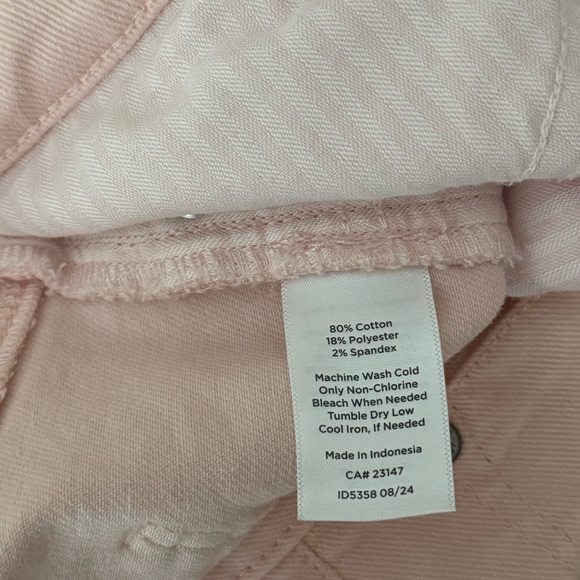 80% Cotton
18% Polyester
2% Spandex
Machine Wash Cold
Only Non-Chlorine
Bleach When Needed
Tumble Dry Low
Cool Iron, If Needed
Made In Indonesia
CA# 23147
ID5358 08/24